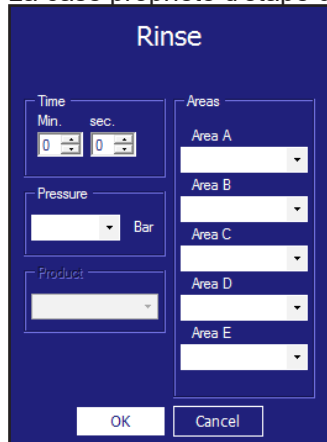 Rinse
Time
Min. sec.
0 0
Pressure
Bar
Product
Areas
Area A
Area B
Area C
Area D
Area E
OK Cancel